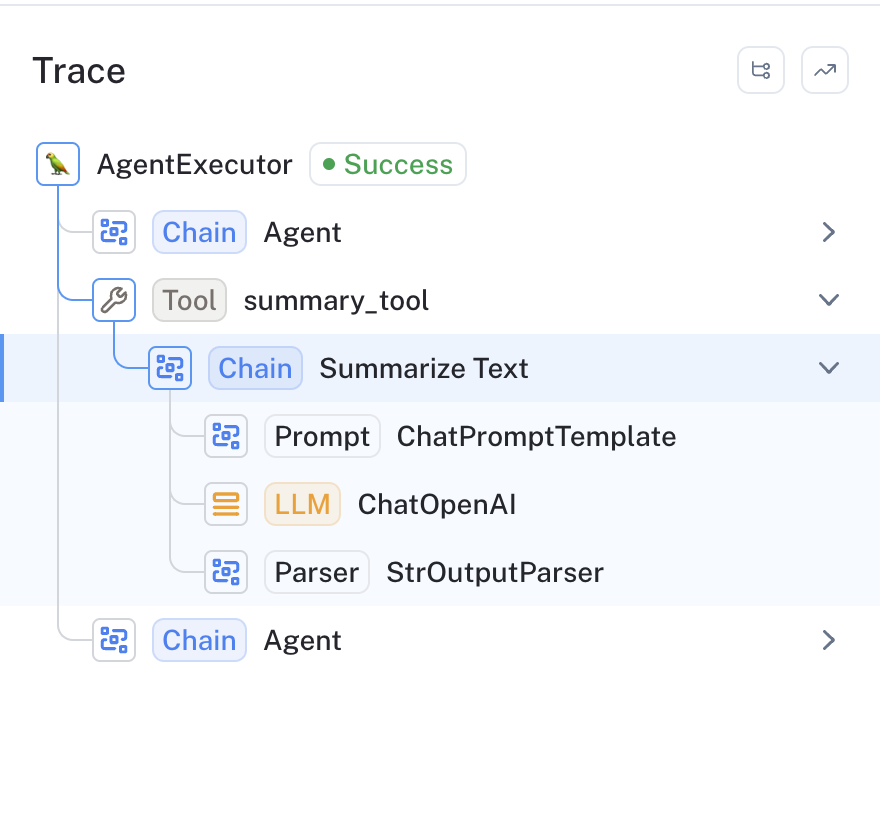 Trace
AgentExecutor Success
Chain Agent
Tool summary_tool
Chain Summarize Text
Prompt ChatPromptTemplate
LLM ChatOpenAI
Parser StrOutputParser
Chain Agent